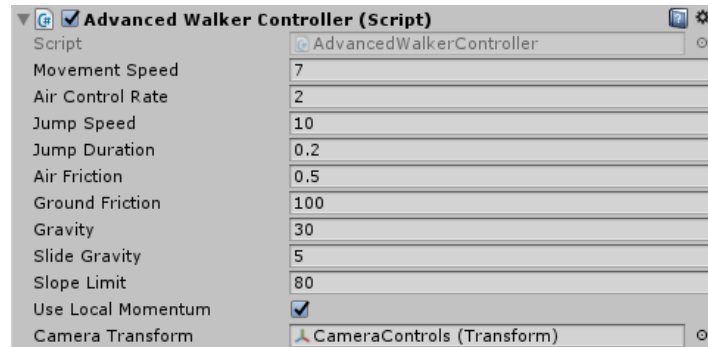 Advanced Walker Controller (Script)
Script AdvancedWalkerController
Movement Speed 7
Air Control Rate 2
Jump Speed 10
Jump Duration 0.2
Air Friction 0.5
Ground Friction 100
Gravity 30
Slide Gravity 5
Slope Limit 80
Use Local Momentum
Camera Transform CameraControls (Transform)